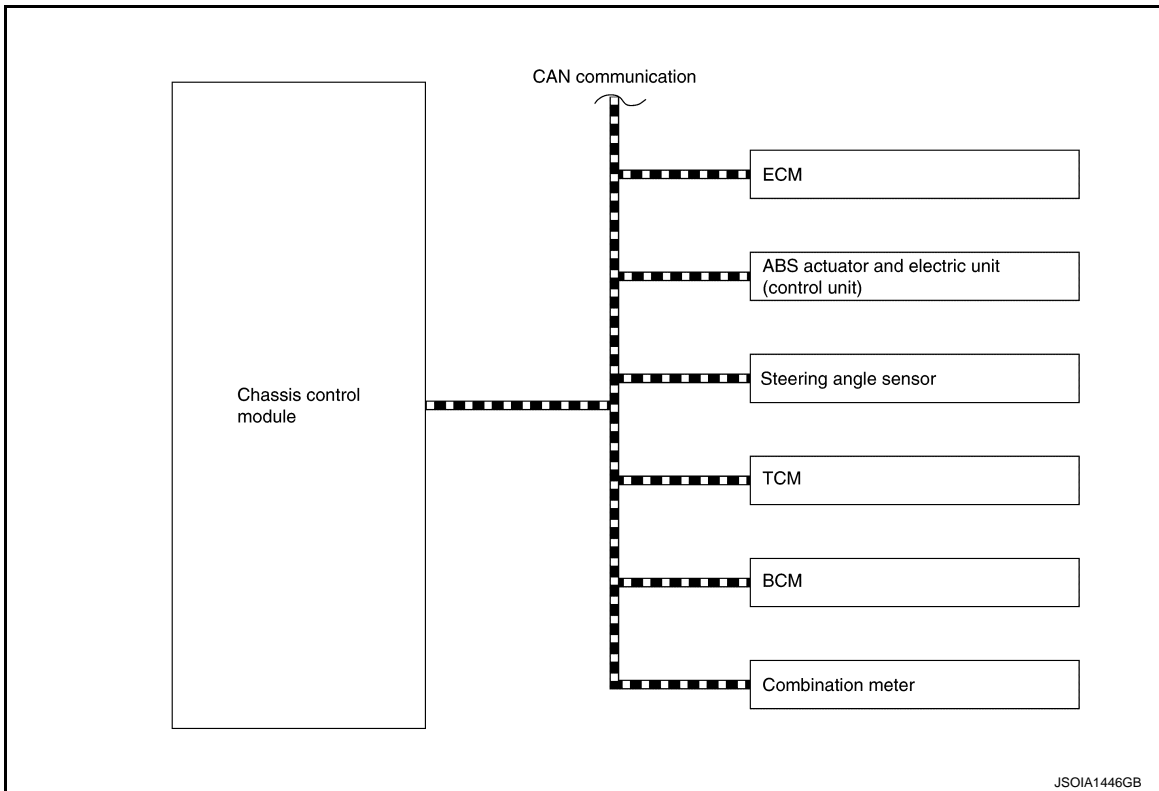 CAN communication
ECM
ABS actuator and electric unit
(control unit)
Steering angle sensor
Chassis control
module
TCM
BCM
Combination meter
JSOIA1446GB